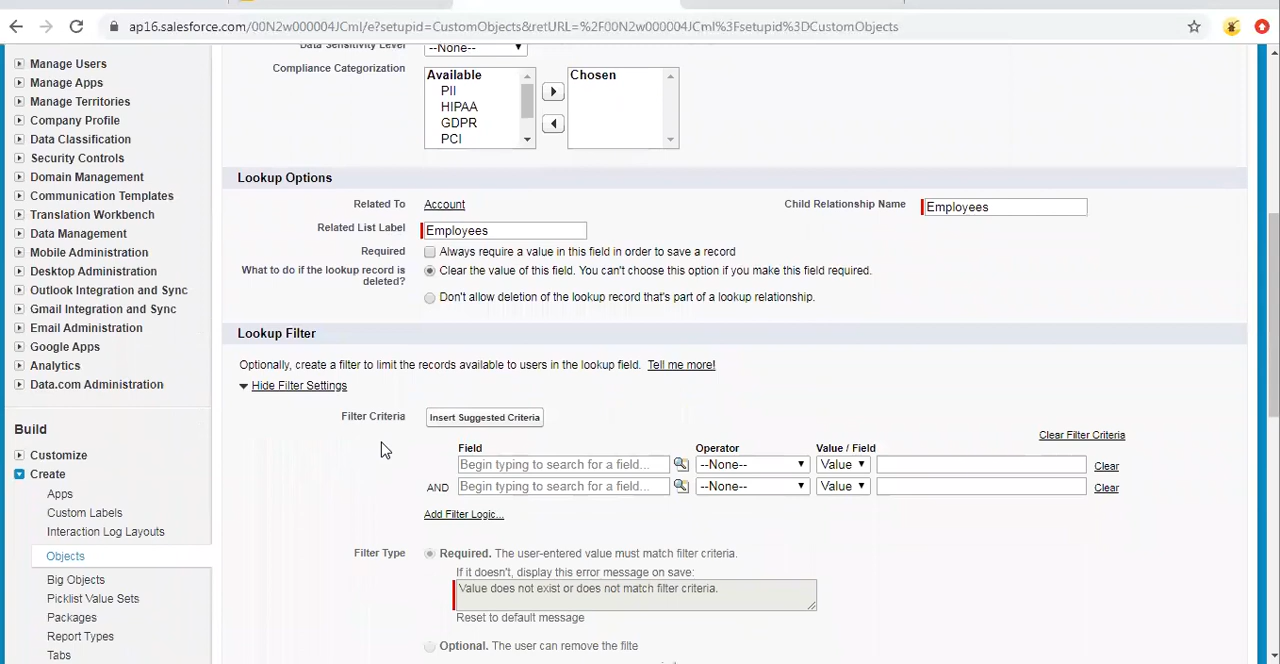 ap16.salesforce.com/00N2w000004JCml/e?setupid=CustomObjects&retURL=%2F00N2w000004JCml%3Fsetupid%3DCustomObjects
Manage Users
Manage Apps
Manage Territories
Company Profile
Data Classification
Security Controls
Domain Management
Communication Templates
Translation Workbench
Data Management
Mobile Administration
Desktop Administration
Outlook Integration and Sync
Gmail Integration and Sync
Email Administration
Google Apps
Analytics
Data.com Administration
Build
Customize
Create
Apps
Custom Labels
Interaction Log Layouts
Objects
Big Objects
Picklist Value Sets
Packages
Report Types
Tabs
Data Sensitivity Level --None--
Compliance Categorization
Available
PII
HIPAA
GDPR
PCI
Chosen
Lookup Options
Related To Account
Child Relationship Name Employees
Related List Label Employees
Required Always require a value in this field in order to save a record
What to do if the lookup record is
deleted?
Clear the value of this field. You can't choose this option if you make this field required.
Don't allow deletion of the lookup record that's part of a lookup relationship.
Lookup Filter
Optionally, create a filter to limit the records available to users in the lookup field. Tell me more!
Hide Filter Settings
Filter Criteria Insert Suggested Criteria
Clear Filter Criteria
Field Operator Value / Field
Begin typing to search for a field... --None-- Value Clear
AND Begin typing to search for a field... --None-- Value Clear
Add Filter Logic...
Filter Type Required. The user-entered value must match filter criteria.
If it doesn't, display this error message on save:
Value does not exist or does not match filter criteria.
Reset to default message
Optional. The user can remove the filte